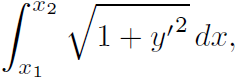 ∫_{x_1}^{x_2} √(1 + y′²) dx,